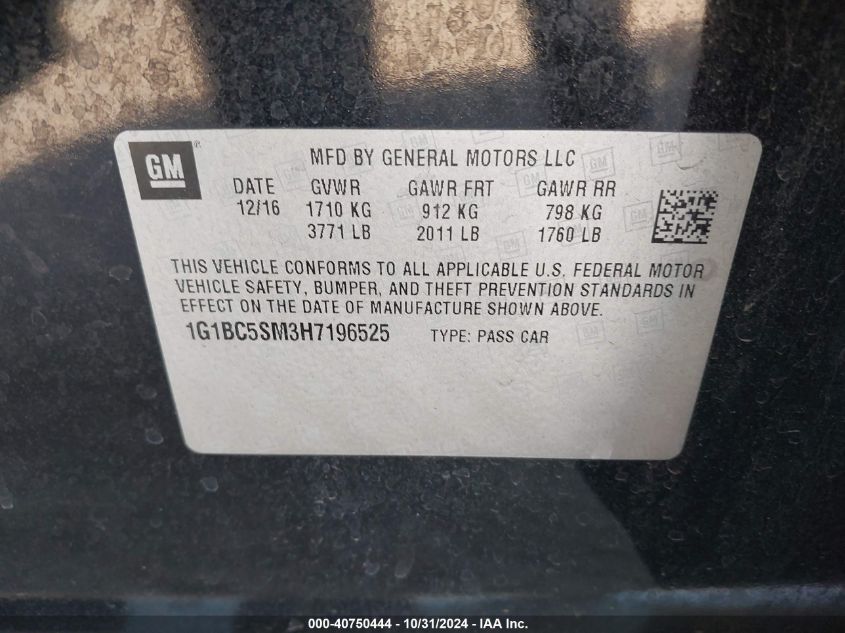 GM®
MFD BY GENERAL MOTORS LLC
DATE GVWR GAWR FRT GAWR RR
12/16 1710 KG 912 KG 798 KG
3771 LB 2011 LB 1760 LB
THIS VEHICLE CONFORMS TO ALL APPLICABLE U.S. FEDERAL MOTOR
VEHICLE SAFETY, BUMPER, AND THEFT PREVENTION STANDARDS IN
EFFECT ON THE DATE OF MANUFACTURE SHOWN ABOVE.
1G1BC5SM3H7196525 TYPE: PASS CAR
000-40750444 - 10/31/2024 - IAA Inc.